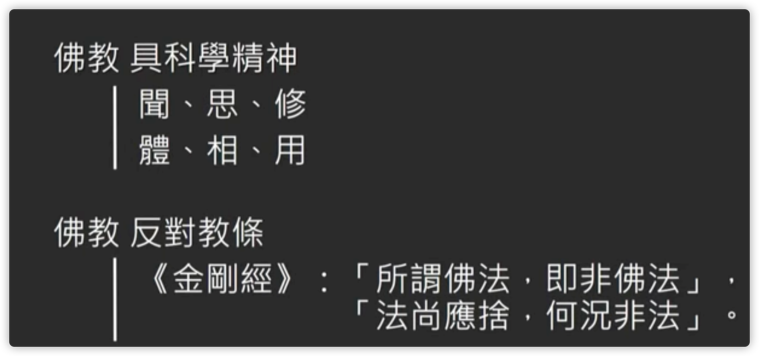 佛教 具科學精神
聞、思、修
體、相、用
佛教 反對教條
《金剛經》:「所謂佛法,即非佛法」,
「法尚應捨,何況非法」。